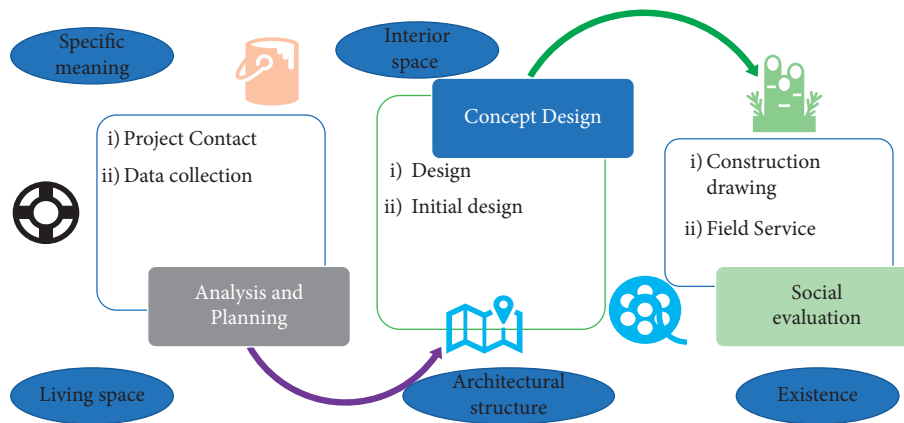 Specific
meaning
Interior
space
i) Project Contact
ii) Data collection
Analysis and
Planning
Concept Design
i) Design
ii) Initial design
i) Construction
drawing
ii) Field Service
Social
evaluation
Living space
Architectural
structure
Existence